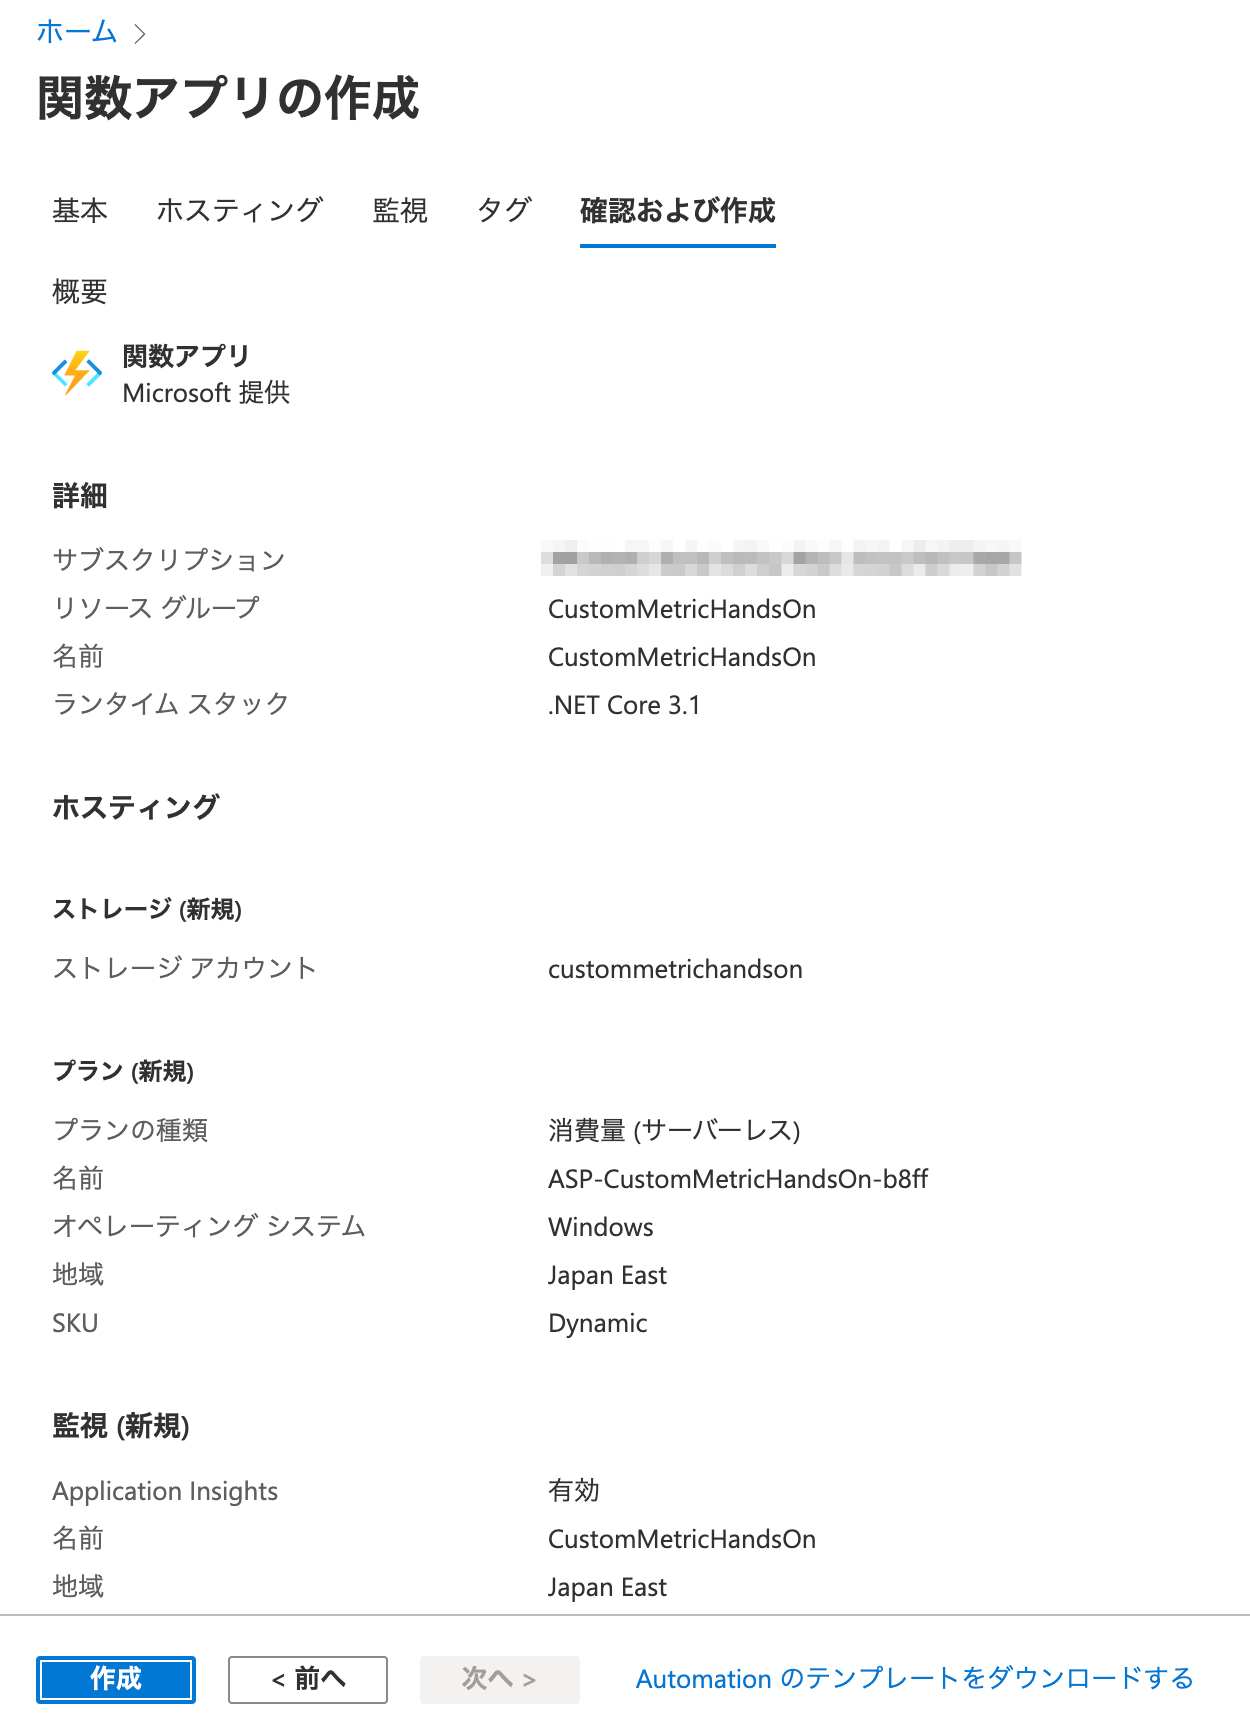 ホーム >
関数アプリの作成
基本 ホスティング 監視 タグ 確認および作成
概要
関数アプリ
Microsoft 提供
詳細
サブスクリプション
リソース グループ CustomMetricHandsOn
名前 CustomMetricHandsOn
ランタイム スタック .NET Core 3.1
ホスティング
ストレージ (新規)
ストレージ アカウント custommetrichandson
プラン (新規)
プランの種類 消費量 (サーバーレス)
名前 ASP-CustomMetricHandsOn-b8ff
オペレーティング システム Windows
地域 Japan East
SKU Dynamic
監視 (新規)
Application Insights 有効
名前 CustomMetricHandsOn
地域 Japan East
作成 < 前へ 次へ > Automation のテンプレートをダウンロードする